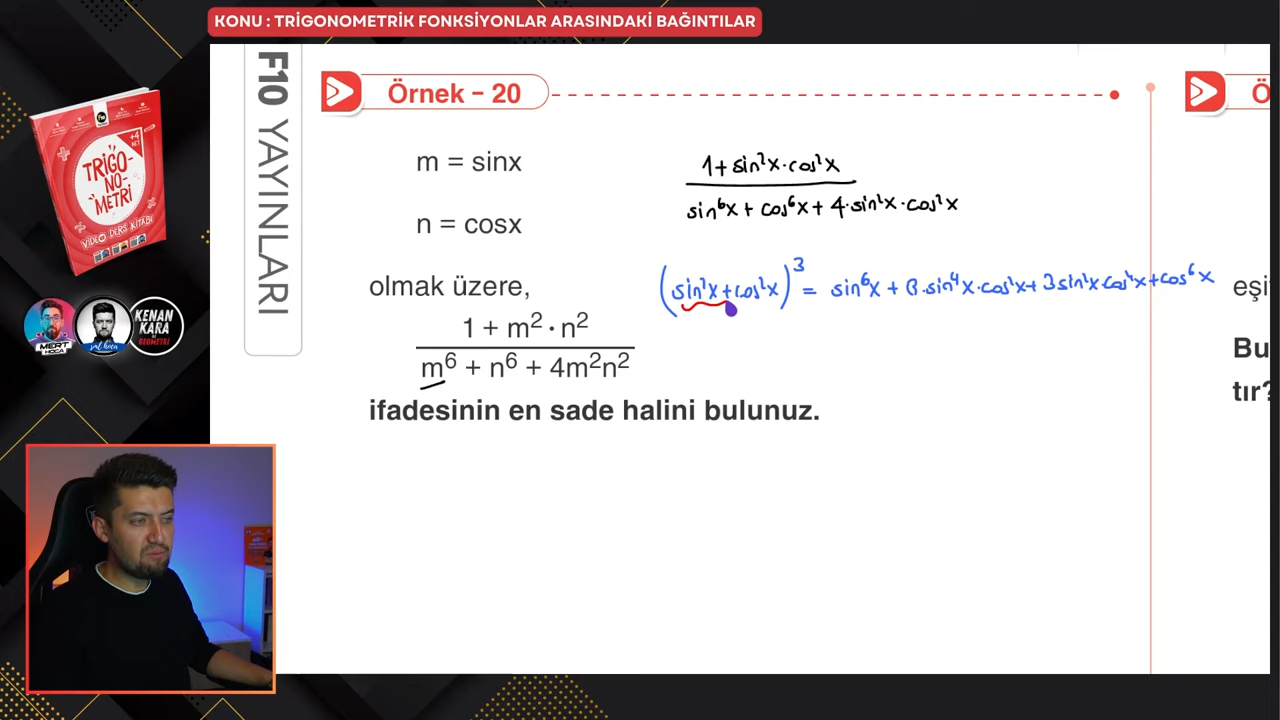 KONU : TRİGONOMETRİK FONKSİYONLAR ARASINDAKİ BAĞINTILAR
F10 YAYINLARI
Örnek – 20
Ö
+4 NET
TRİGO-
NO-
METRİ
VİDEO DERS KİTABI
m = sinx
n = cosx
olmak üzere,
1 + m² · n²
m⁶ + n⁶ + 4m²n²
ifadesinin en sade halini bulunuz.
1+sin²x·cos²x
sin⁶x + cos⁶x + 4·sin²x·cos²x
(sin²x+cos²x)³ = sin⁶x + 3·sin⁴x·cos²x + 3sin²x·cos⁴x+cos⁶x
eşi
Bu
tır?
MERT HOCA
KENAN
KARA
ile
GEOMETRİ